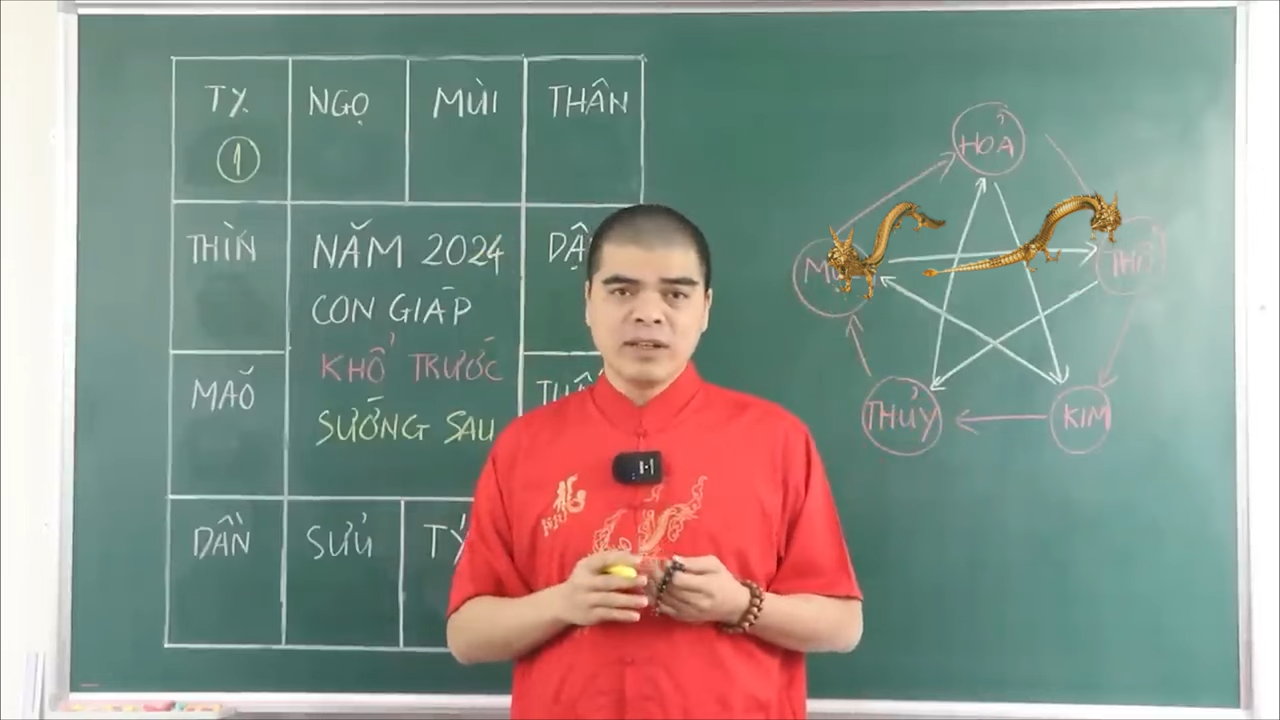 TỴ NGỌ MÙI THÂN
1
THÌN
NĂM 2024
CON GIÁP
KHỔ TRƯỚC
SƯỚNG SAU
MÃO
DẦN SỬU
HỎA
KIM
THỦY
龍